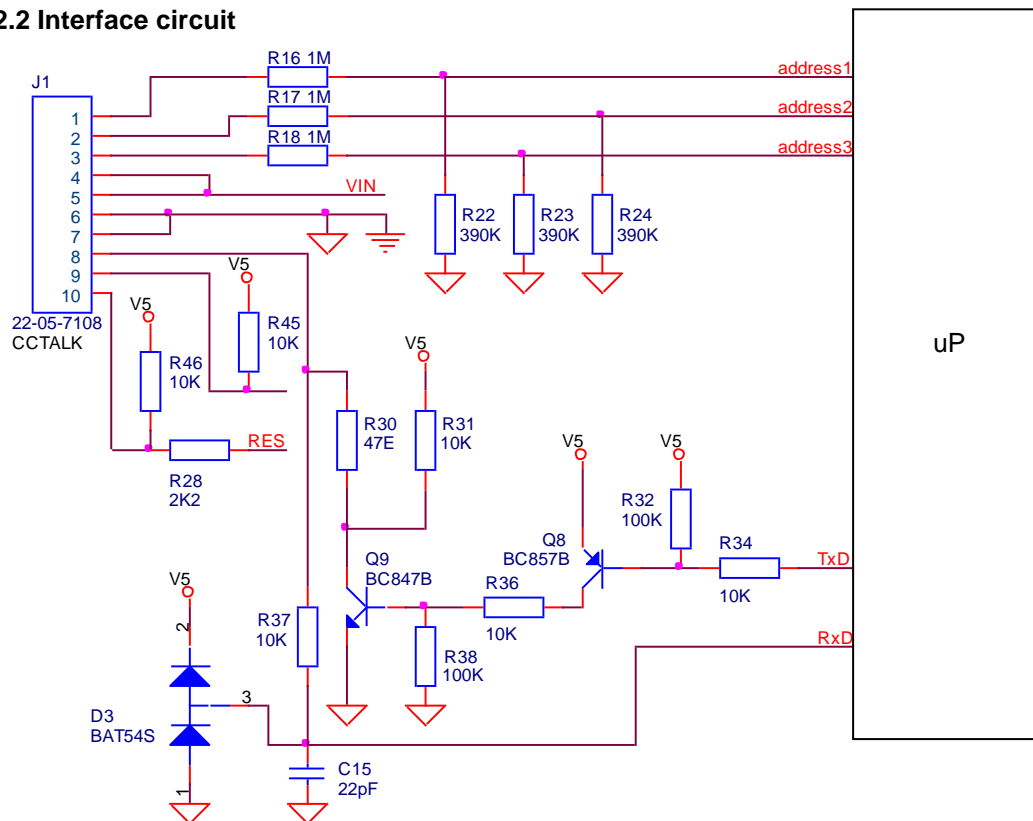 2.2 Interface circuit
J1
1
2
3
4
5
6
7
8
9
10
22-05-7108
CCTALK
R16 1M
R17 1M
R18 1M
address1
address2
address3
VIN
R22
390K
R23
390K
R24
390K
uP
V5
R45
10K
V5
R46
10K
RES
R28
2K2
V5
R30
47E
R31
10K
V5
V5
R32
100K
Q8
BC857B
R34
10K
TxD
Q9
BC847B
R36
10K
R38
100K
RxD
R37
10K
V5
2
3
D3
BAT54S
1
C15
22pF